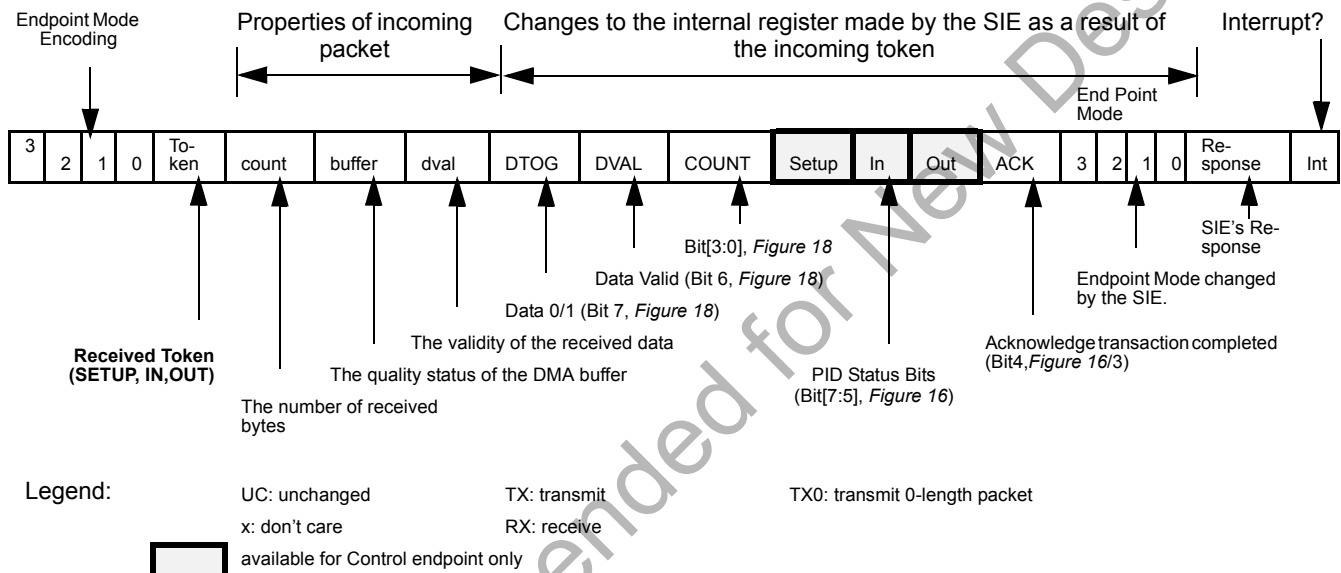 Endpoint Mode
Encoding
Properties of incoming
packet
Changes to the internal register made by the SIE as a result of
the incoming token
Interrupt?
End Point
Mode
3 2 1 0 To-
ken count buffer dval DTOG DVAL COUNT Setup In Out ACK 3 2 1 0 Re-
sponse Int
Received Token
(SETUP, IN,OUT)
The number of received
bytes
The quality status of the DMA buffer
The validity of the received data
Data 0/1 (Bit 7, Figure 18)
Data Valid (Bit 6, Figure 18)
Bit[3:0], Figure 18
PID Status Bits
(Bit[7:5], Figure 16)
Acknowledge transaction completed
(Bit4,Figure 16/3)
Endpoint Mode changed
by the SIE.
SIE's Re-
sponse
Legend:
UC: unchanged
TX: transmit
TX0: transmit 0-length packet
x: don't care
RX: receive
available for Control endpoint only
ended for New Des